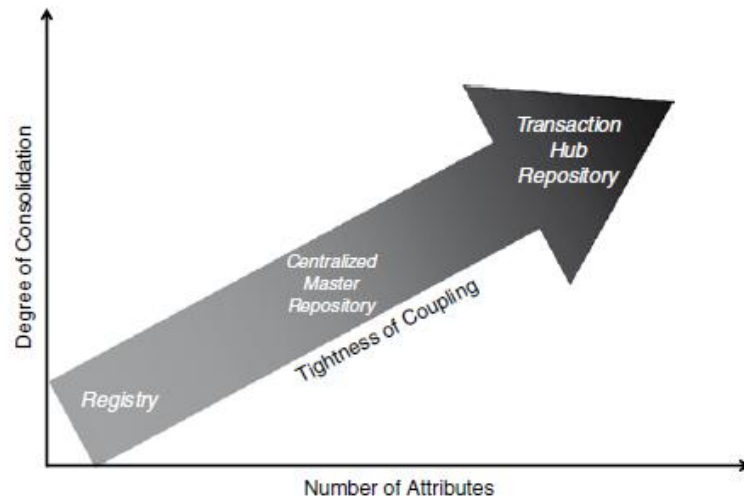 Degree of Consolidation
Transaction
Hub
Repository
Centralized
Master
Repository
Tightness of Coupling
Registry
Number of Attributes